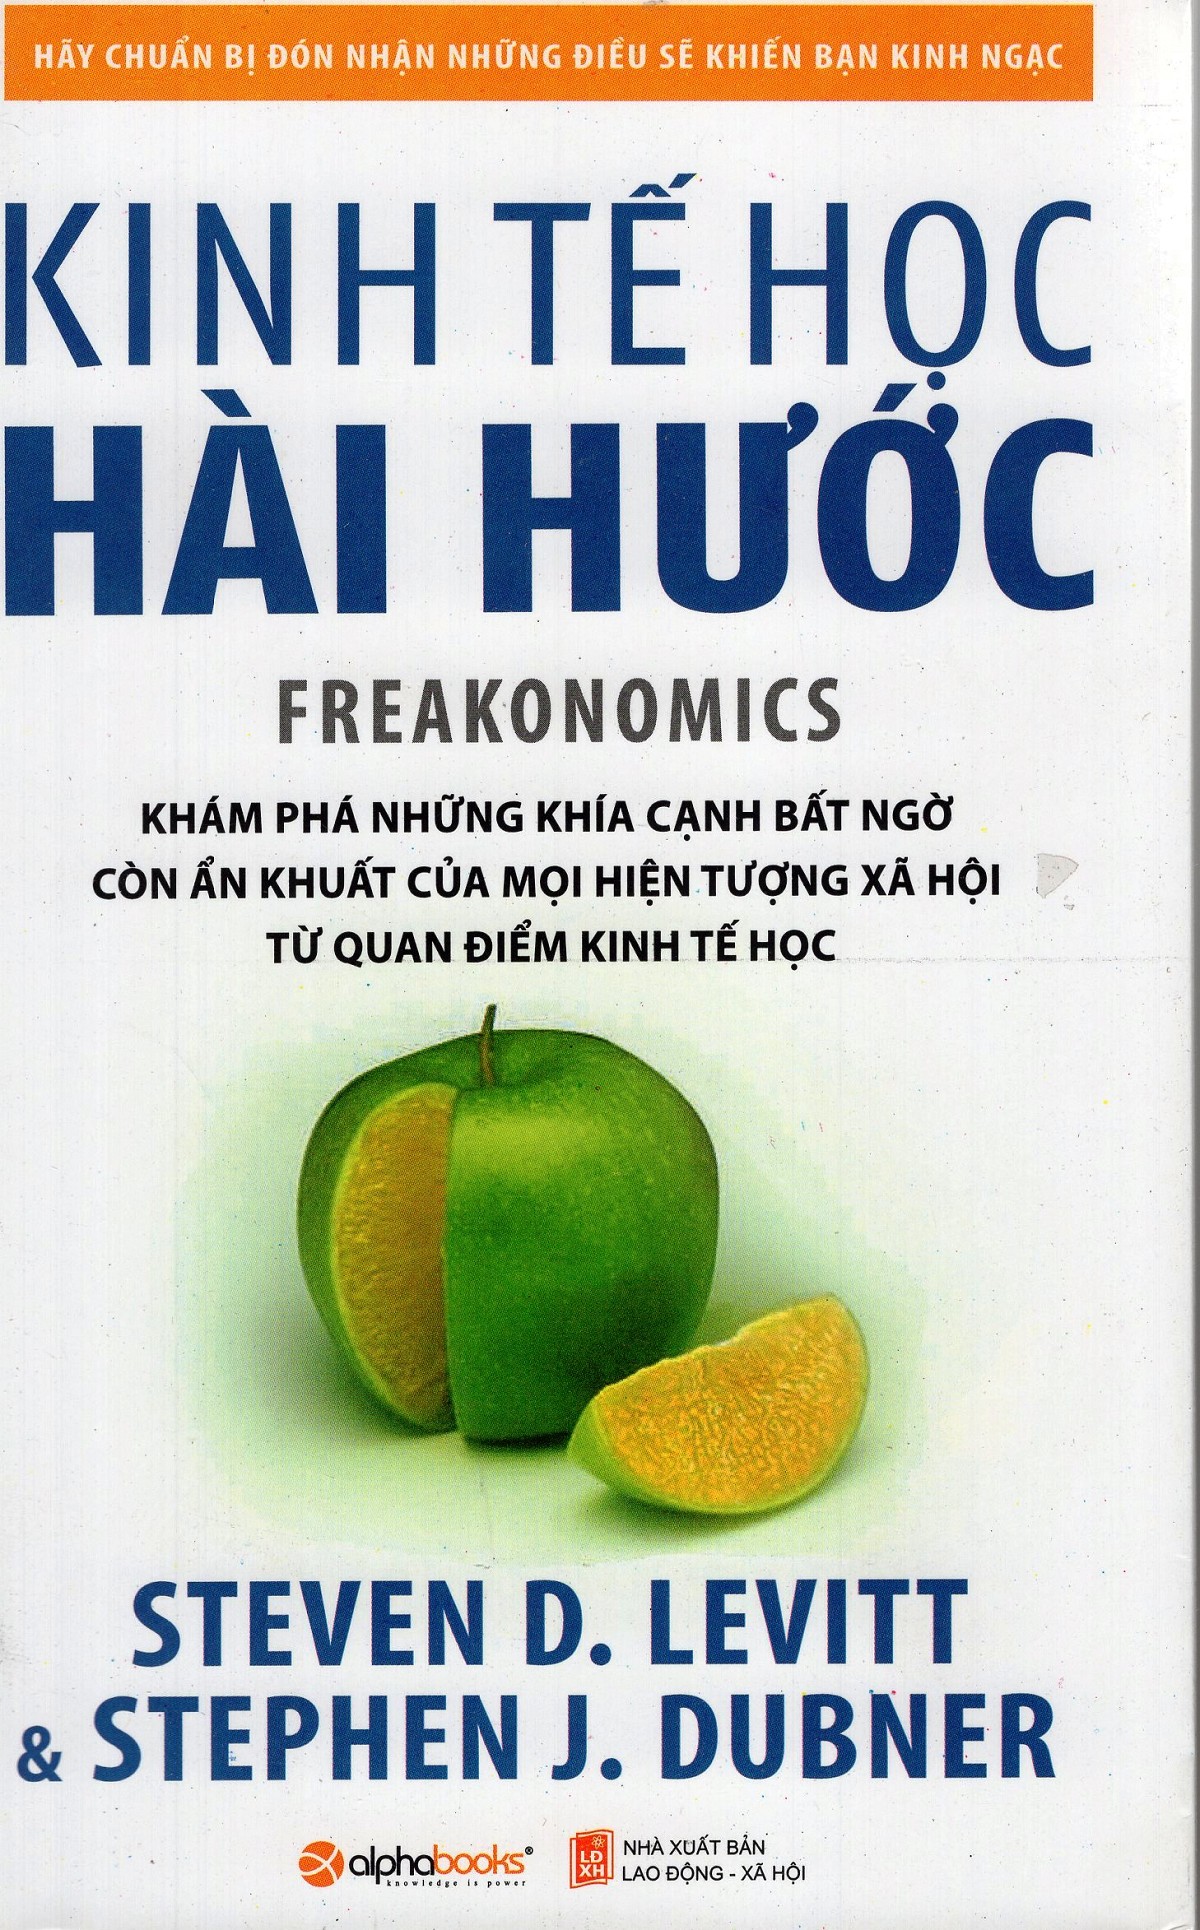 HÃY CHUẨN BỊ ĐÓN NHẬN NHỮNG ĐIỀU SẼ KHIẾN BẠN KINH NGẠC
KINH TẾ HỌC
HÀI HƯỚC
FREAKONOMICS
KHÁM PHÁ NHỮNG KHÍA CẠNH BẤT NGỜ
CÒN ẨN KHUẤT CỦA MỌI HIỆN TƯỢNG XÃ HỘI
TỪ QUAN ĐIỂM KINH TẾ HỌC
STEVEN D. LEVITT
& STEPHEN J. DUBNER
alphabooks®
knowledge is power
LĐ
XH
NHÀ XUẤT BẢN
LAO ĐỘNG - XÃ HỘI